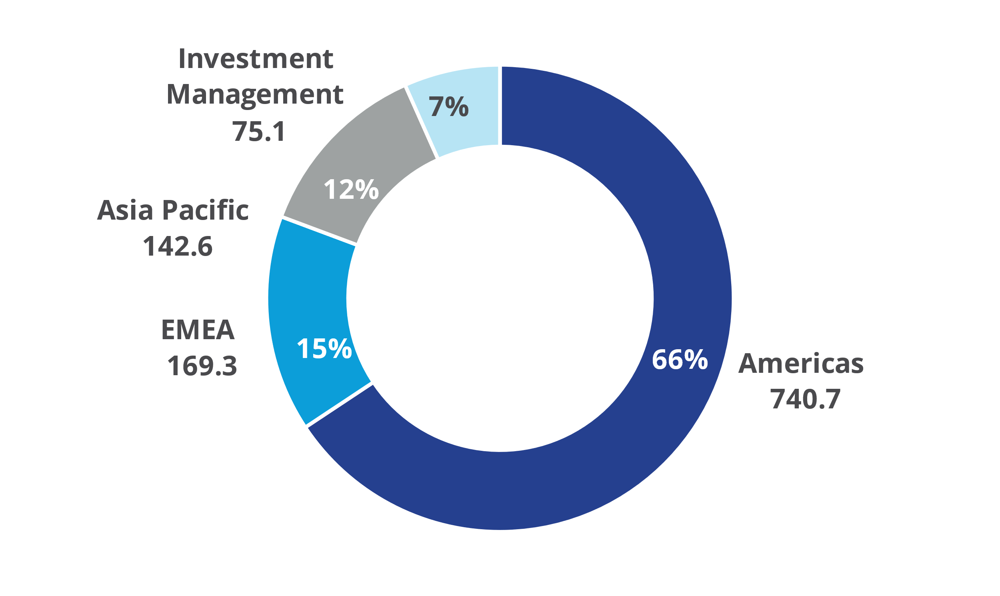 Investment
Management
75.1
7%
12%
Asia Pacific
142.6
EMEA
169.3
15%
66%
Americas
740.7